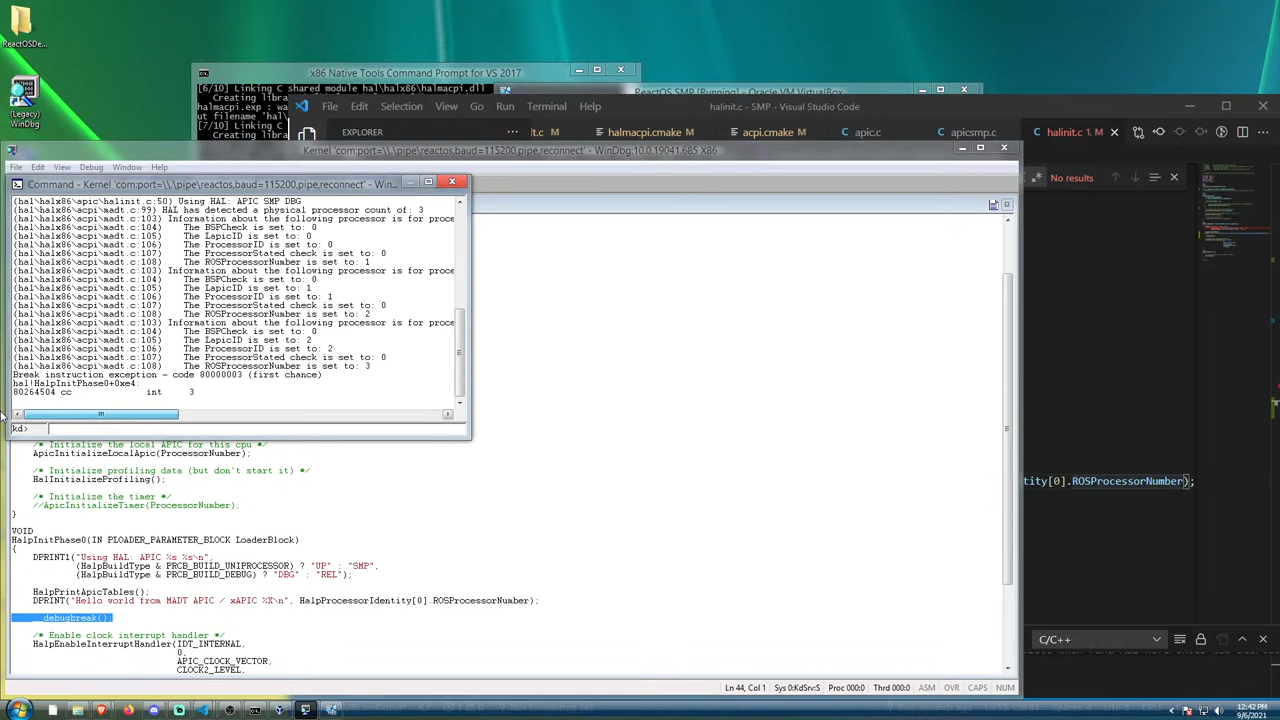 ReactOSDe...
(Legacy)
WinDbg
x86 Native Tools Command Prompt for VS 2017
[6/10] Linking C shared module hal\halx86\halmacpi.dll
Creating libra
halmacpi.exp : wa
ut filename 'hal\
[7/10] Linking C
Creating libra
ReactOS SMP [Running] - Oracle VM VirtualBox
File Edit Selection View Go Run Terminal Help
halinit.c - SMP - Visual Studio Code
EXPLORER
lt.c halmacpi.cmake acpi.cmake apic.c apicsmp.c halinit.c 1, M
No results
tity[0].ROSProcessorNumber);
C/C++
Kernel 'com:port=\\.\pipe\reactos,baud=115200,pipe,reconnect' - WinDbg:10.0.19041.685 X86
File Edit View Debug Window Help
Command - Kernel 'com:port=\\.\pipe\reactos,baud=115200,pipe,reconnect' - Win...
(hal\halx86\apic\halinit.c:50) Using HAL: APIC SMP DBG
(hal\halx86\acpi\madt.c:99) HAL has detected a physical processor count of: 3
(hal\halx86\acpi\madt.c:103) Information about the following processor is for proce
(hal\halx86\acpi\madt.c:104) The BSPCheck is set to: 0
(hal\halx86\acpi\madt.c:105) The LapicID is set to: 0
(hal\halx86\acpi\madt.c:106) The ProcessorID is set to: 0
(hal\halx86\acpi\madt.c:107) The ProcessorStated check is set to: 0
(hal\halx86\acpi\madt.c:108) The ROSProcessorNumber is set to: 1
(hal\halx86\acpi\madt.c:103) Information about the following processor is for proce
(hal\halx86\acpi\madt.c:104) The BSPCheck is set to: 0
(hal\halx86\acpi\madt.c:105) The LapicID is set to: 1
(hal\halx86\acpi\madt.c:106) The ProcessorID is set to: 1
(hal\halx86\acpi\madt.c:107) The ProcessorStated check is set to: 0
(hal\halx86\acpi\madt.c:108) The ROSProcessorNumber is set to: 2
(hal\halx86\acpi\madt.c:103) Information about the following processor is for proce
(hal\halx86\acpi\madt.c:104) The BSPCheck is set to: 0
(hal\halx86\acpi\madt.c:105) The LapicID is set to: 2
(hal\halx86\acpi\madt.c:106) The ProcessorID is set to: 2
(hal\halx86\acpi\madt.c:107) The ProcessorStated check is set to: 0
(hal\halx86\acpi\madt.c:108) The ROSProcessorNumber is set to: 3
Break instruction exception - code 80000003 (first chance)
hal!HalpInitPhase0+0xe4:
80264504 cc int 3
kd>
/* Initialize the local APIC for this cpu */
ApicInitializeLocalApic(ProcessorNumber);
/* Initialize profiling data (but don't start it) */
HalInitializeProfiling();
/* Initialize the timer */
//ApicInitializeTimer(ProcessorNumber);
}
VOID
HalpInitPhase0(IN PLOADER_PARAMETER_BLOCK LoaderBlock)
{
DPRINT1("Using HAL: APIC %s %s\n",
(HalpBuildType & PRCB_BUILD_UNIPROCESSOR) ? "UP" : "SMP",
(HalpBuildType & PRCB_BUILD_DEBUG) ? "DBG" : "REL");
HalpPrintApicTables();
DPRINT("Hello world from MADT APIC / xAPIC %X\n", HalpProcessorIdentity[0].ROSProcessorNumber);
__debugbreak();
/* Enable clock interrupt handler */
HalpEnableInterruptHandler(IDT_INTERNAL,
0,
APIC_CLOCK_VECTOR,
CLOCK2_LEVEL,
Ln 44, Col 1 Sys 0:KdSrv:S Proc 000:0 Thrd 000:0 ASM OVR CAPS NUM
12:42 PM
9/6/2021